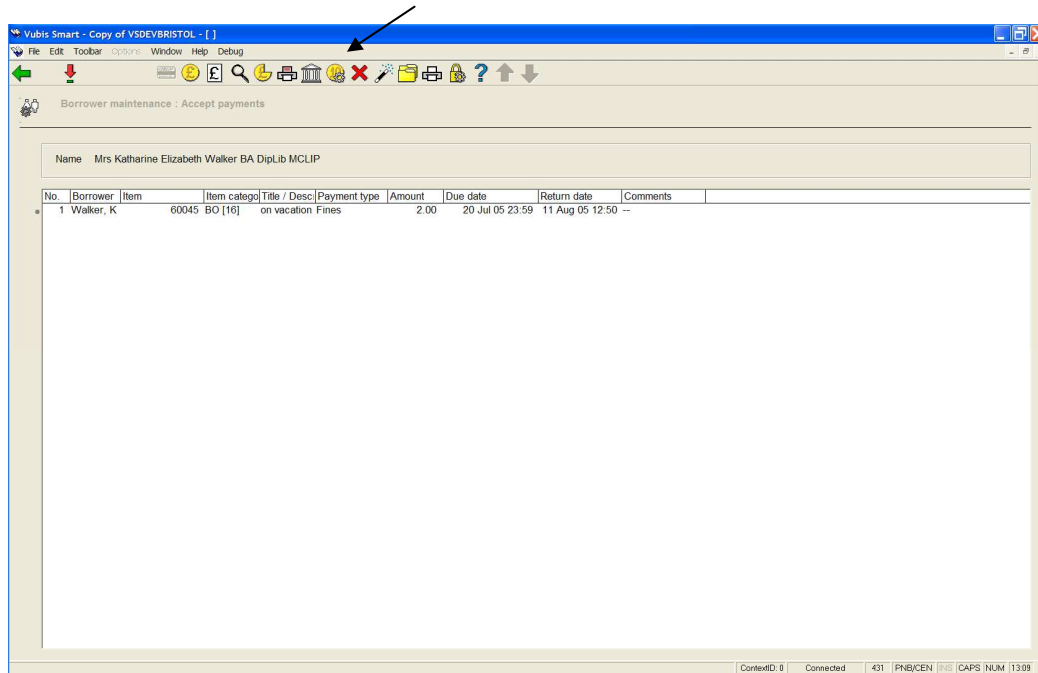 Vubis Smart - Copy of VSDEVBRISTOL - [ ]
File Edit Toolbar Options Window Help Debug
Borrower maintenance : Accept payments
Name Mrs Katharine Elizabeth Walker BA DipLib MCLIP
No. Borrower Item Item catego Title / Desc Payment type Amount Due date Return date Comments
1 Walker, K 60045 BO [16] on vacation Fines 2.00 20 Jul 05 23:59 11 Aug 05 12:50 --
ContextID: 0 Connected 431 PNB/CEN INS CAPS NUM 13:09